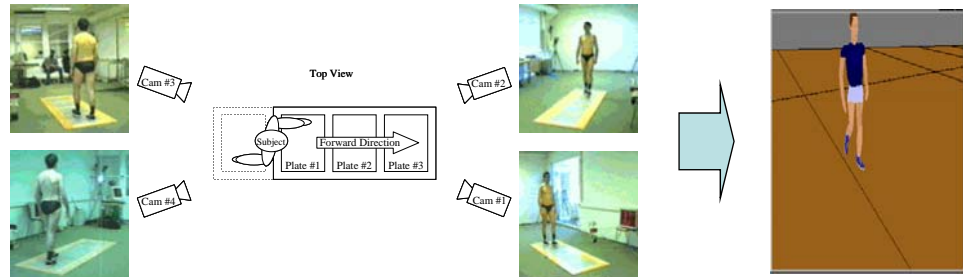 Top View
Cam #3
Cam #2
Subject
Forward Direction
Plate #1
Plate #2
Plate #3
Cam #4
Cam #1